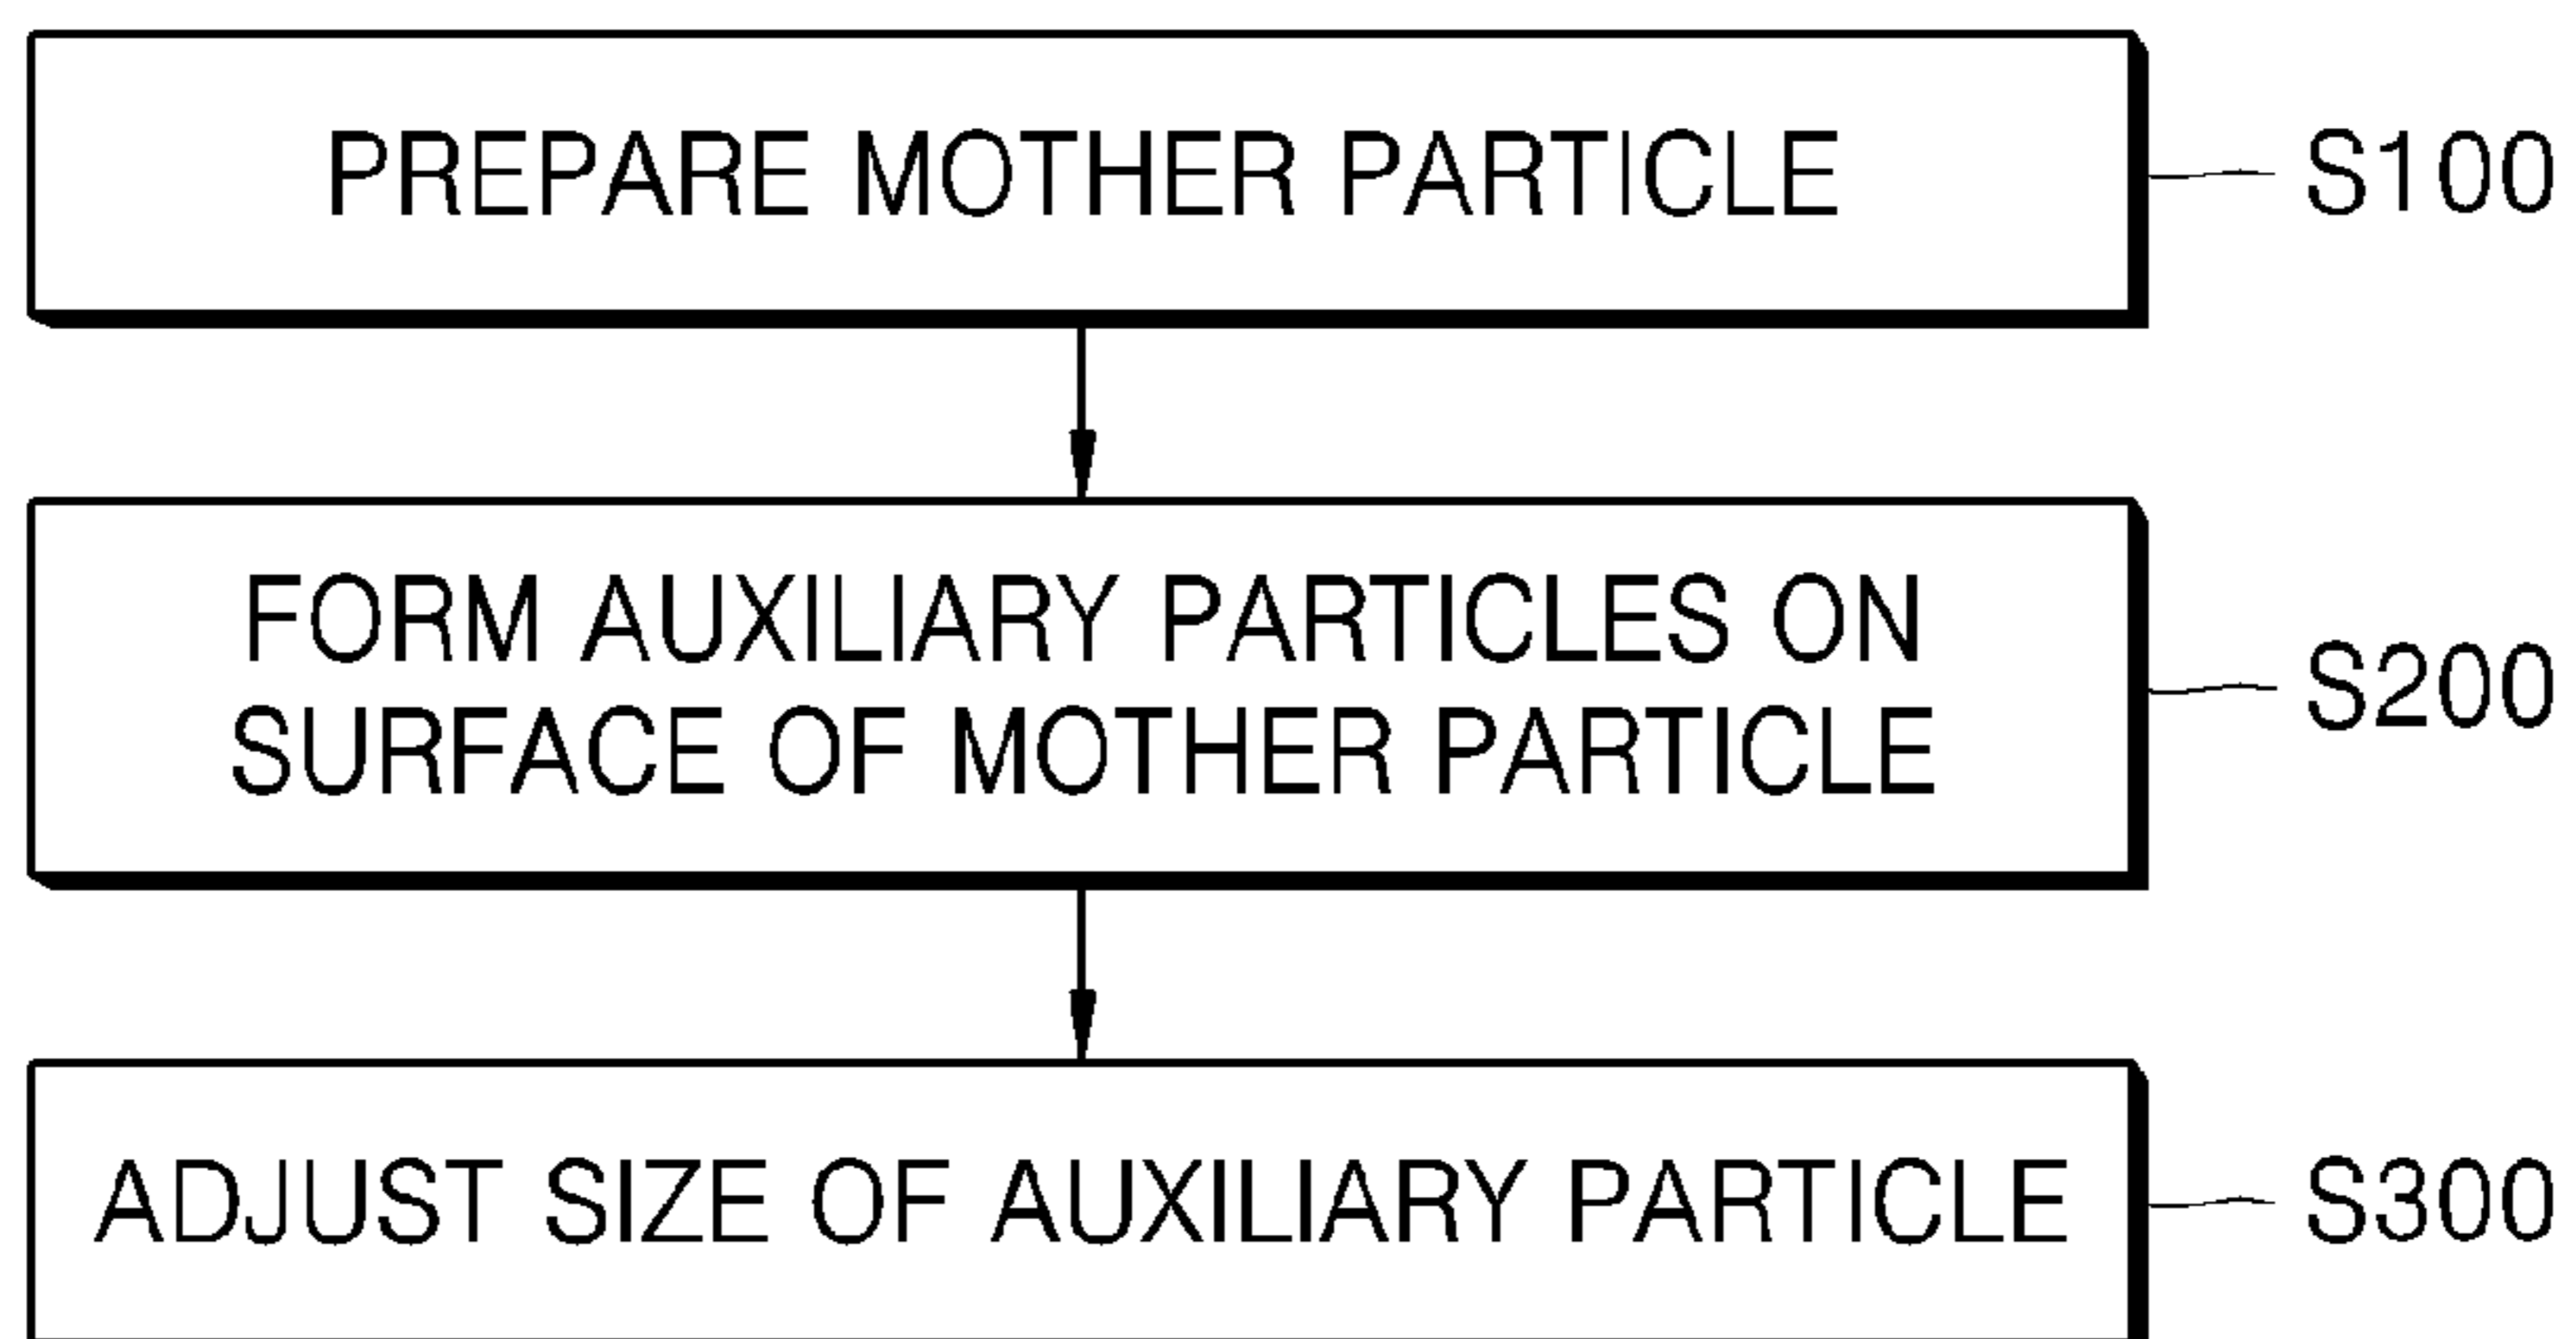 PREPARE MOTHER PARTICLE
S100
FORM AUXILIARY PARTICLES ON
SURFACE OF MOTHER PARTICLE
S200
ADJUST SIZE OF AUXILIARY PARTICLE
S300